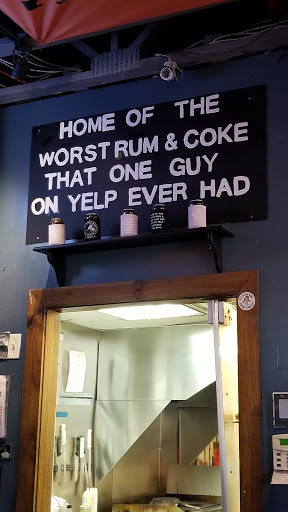 HOME OF THE
WORST RUM & COKE
THAT ONE GUY
ON YELP EVER HAD